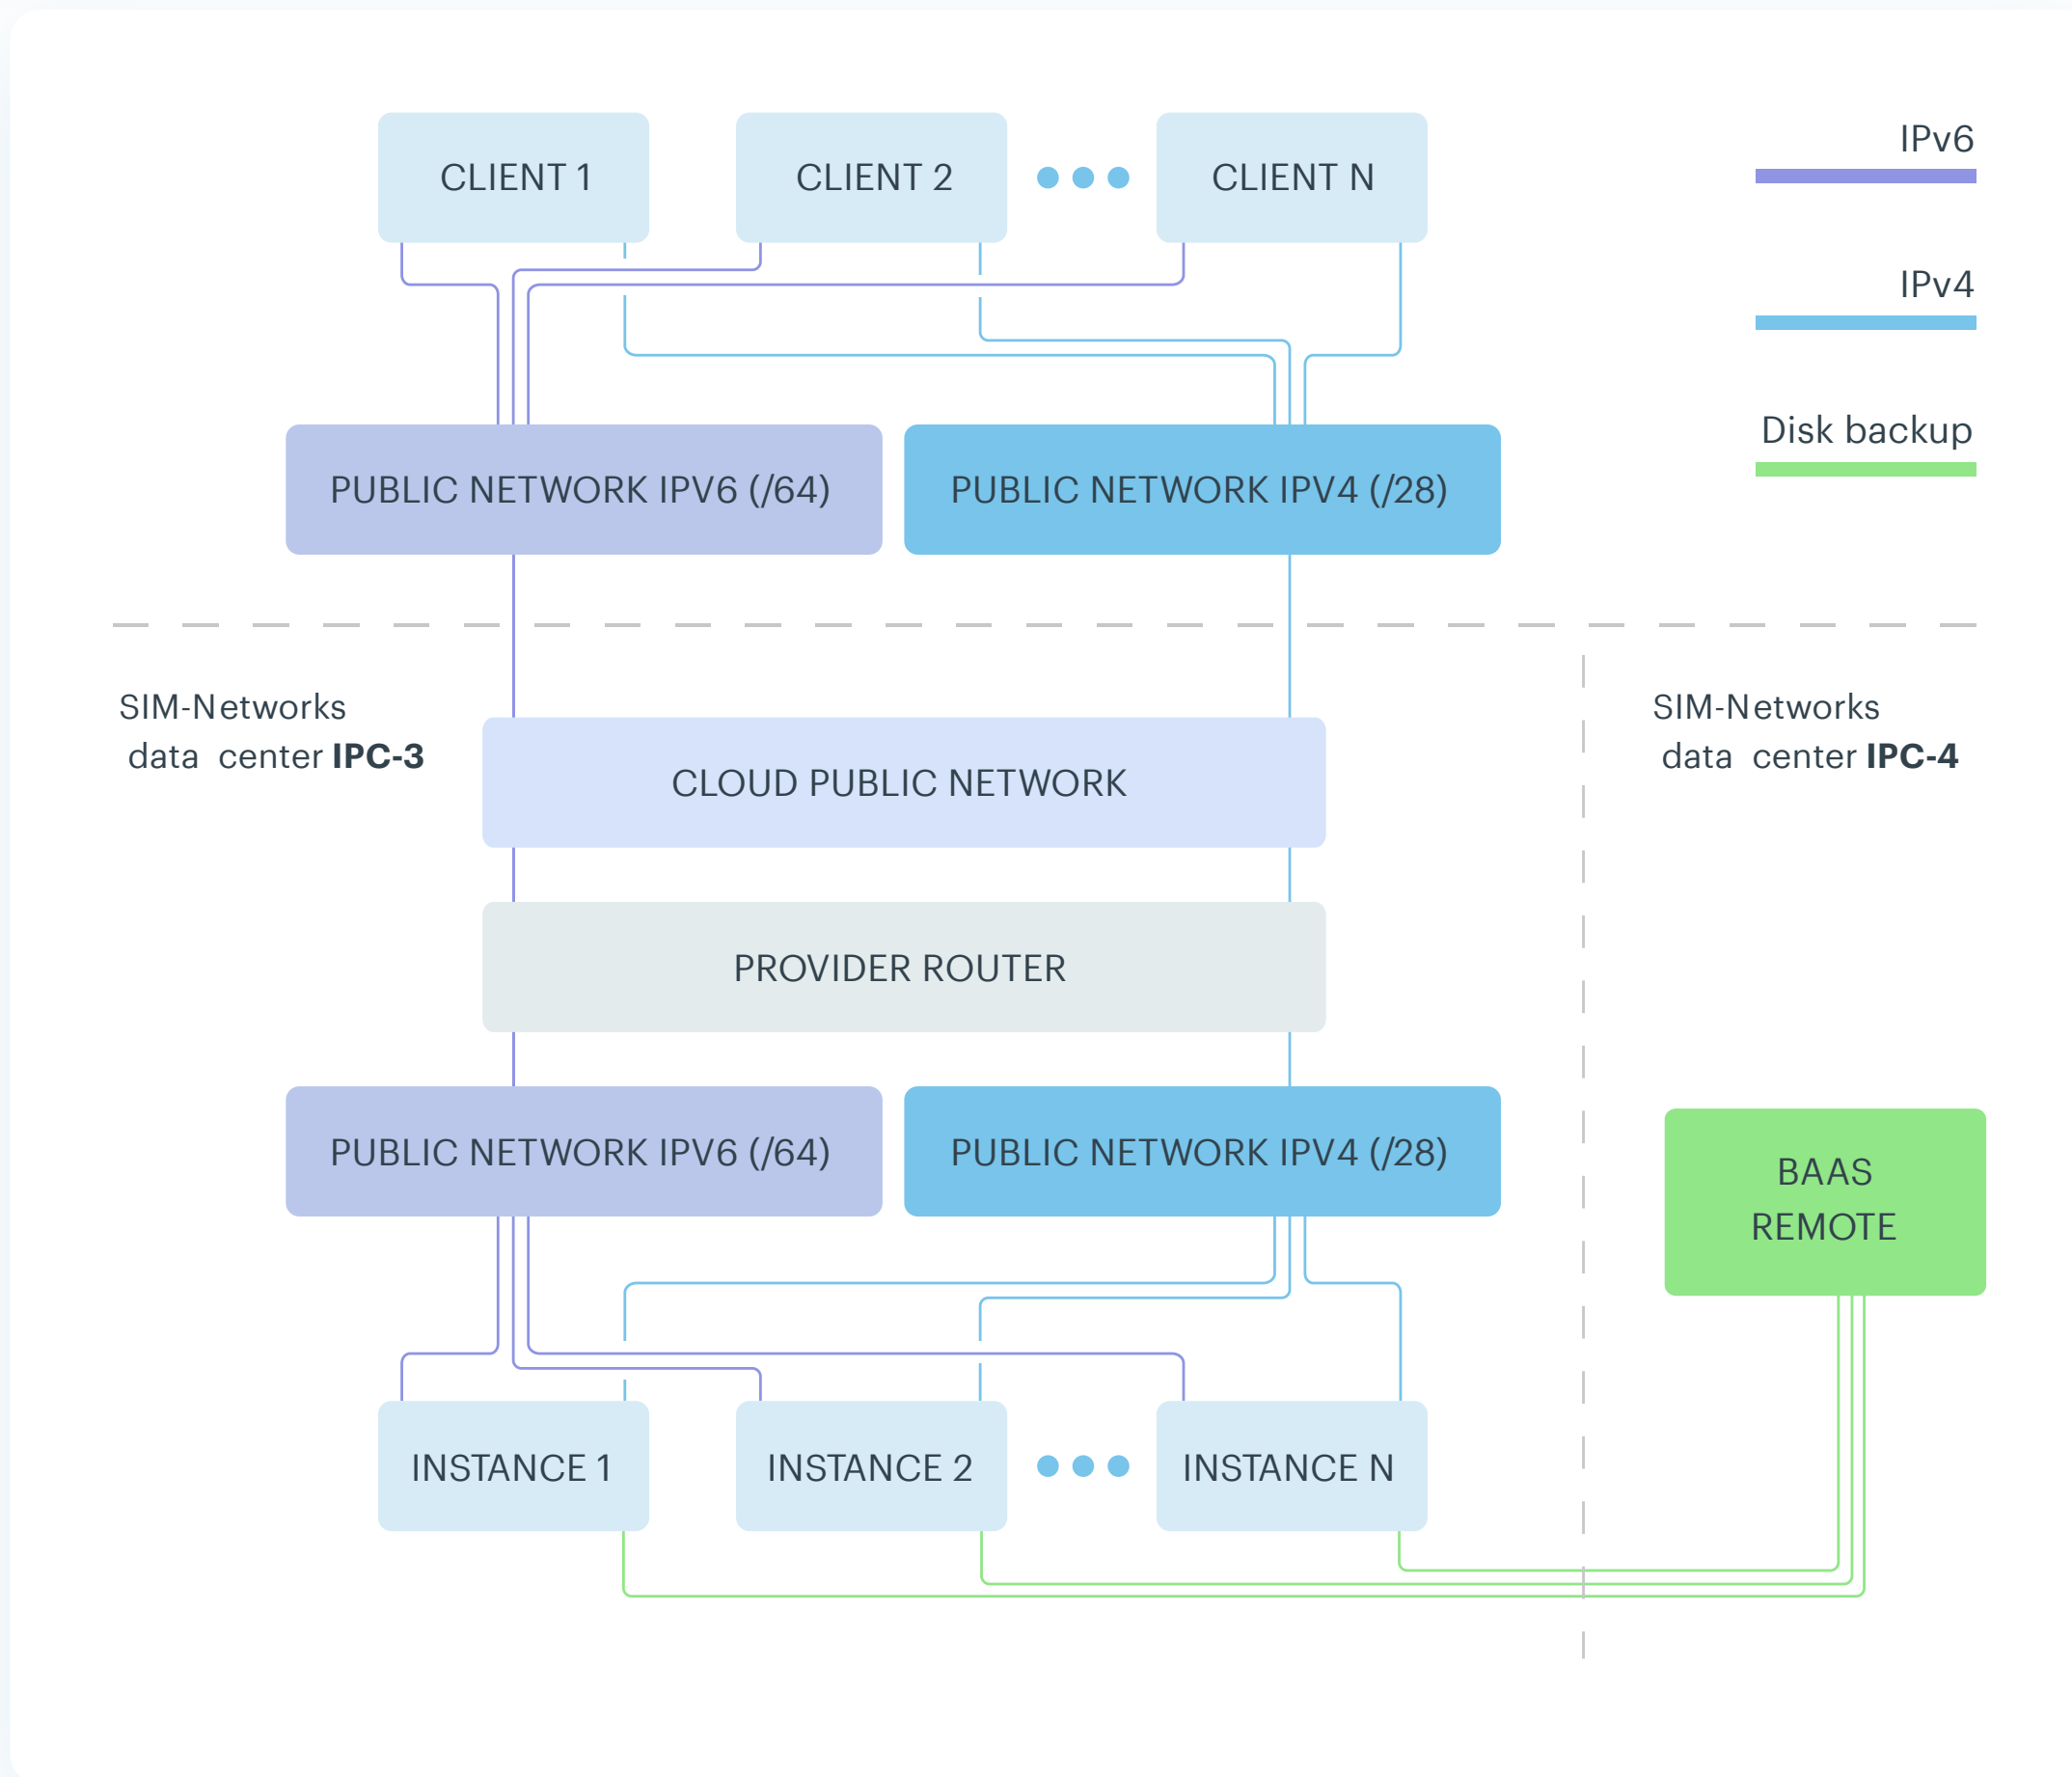 CLIENT 1
CLIENT 2
CLIENT N
IPv6
IPv4
Disk backup
PUBLIC NETWORK IPV6 (/64)
PUBLIC NETWORK IPV4 (/28)
SIM-Networks
data center IPC-3
SIM-Networks
data center IPC-4
CLOUD PUBLIC NETWORK
PROVIDER ROUTER
PUBLIC NETWORK IPV6 (/64)
PUBLIC NETWORK IPV4 (/28)
BAAS
REMOTE
INSTANCE 1
INSTANCE 2
INSTANCE N